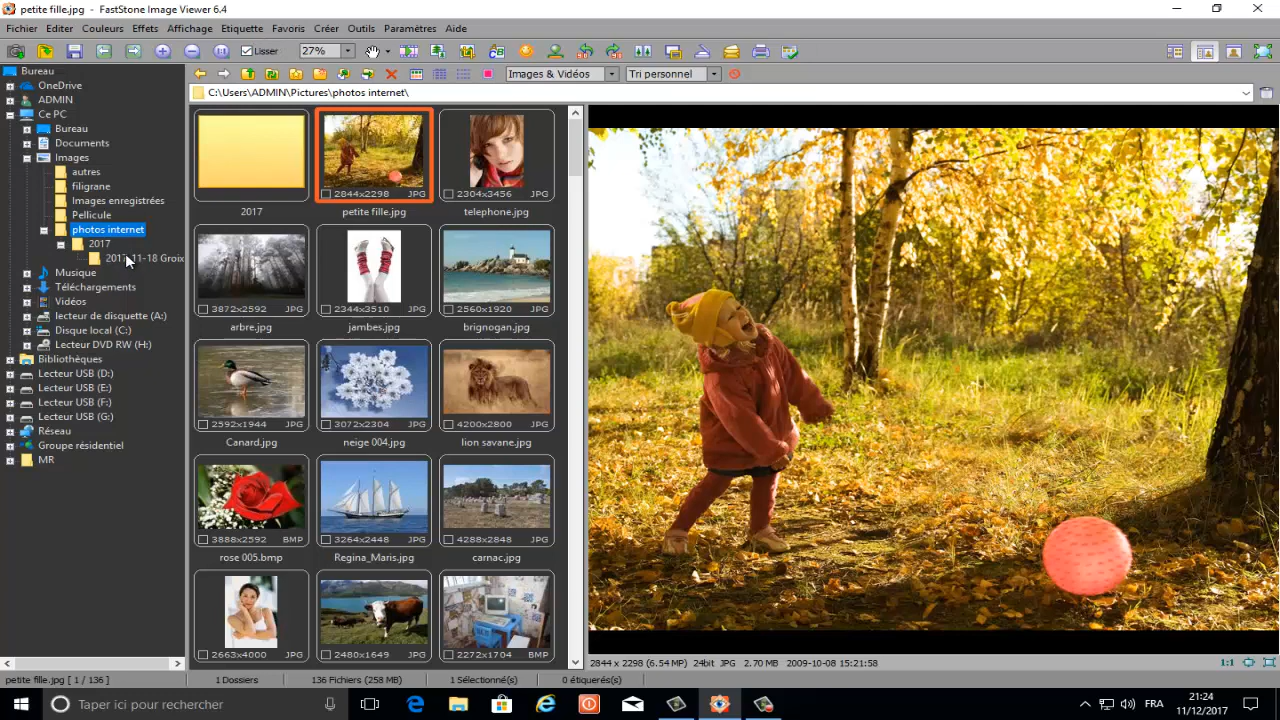 petite fille.jpg - FastStone Image Viewer 6.4
Fichier Editer Couleurs Effets Affichage Etiquette Favoris Créer Outils Paramètres Aide
Lisser 27%
Images & Vidéos Tri personnel
C:\Users\ADMIN\Pictures\photos internet\
Bureau
OneDrive
ADMIN
Ce PC
Bureau
Documents
Images
autres
filigrane
Images enregistrées
Pellicule
photos internet
2017
11-18 Groix
Musique
Téléchargements
Vidéos
lecteur de disquette (A:)
Disque local (C:)
Lecteur DVD RW (H:)
Bibliothèques
Lecteur USB (D:)
Lecteur USB (E:)
Lecteur USB (F:)
Lecteur USB (G:)
Réseau
Groupe résidentiel
MR
2844x2298 JPG 2304x3456 JPG
2017 petite fille.jpg telephone.jpg
3872x2592 JPG 2344x3510 JPG 2560x1920 JPG
arbre.jpg jambes.jpg brignogan.jpg
2592x1944 JPG 3072x2304 JPG 4200x2800 JPG
Canard.jpg neige 004.jpg lion savane.jpg
3888x2592 BMP 3264x2448 JPG 4288x2848 JPG
rose 005.bmp Regina_Maris.jpg carnac.jpg
2663x4000 JPG 2480x1649 JPG 2272x1704 BMP
2844 x 2298 (6.54 MP) 24bit JPG 2.70 MB 2009-10-08 15:21:58 1:1
petite fille.jpg [ 1 / 136 ] 1 Dossiers 136 Fichiers (258 MB) 1 Sélectionné(s) 0 étiquetés(s)
Taper ici pour rechercher
FRA
21:24
11/12/2017